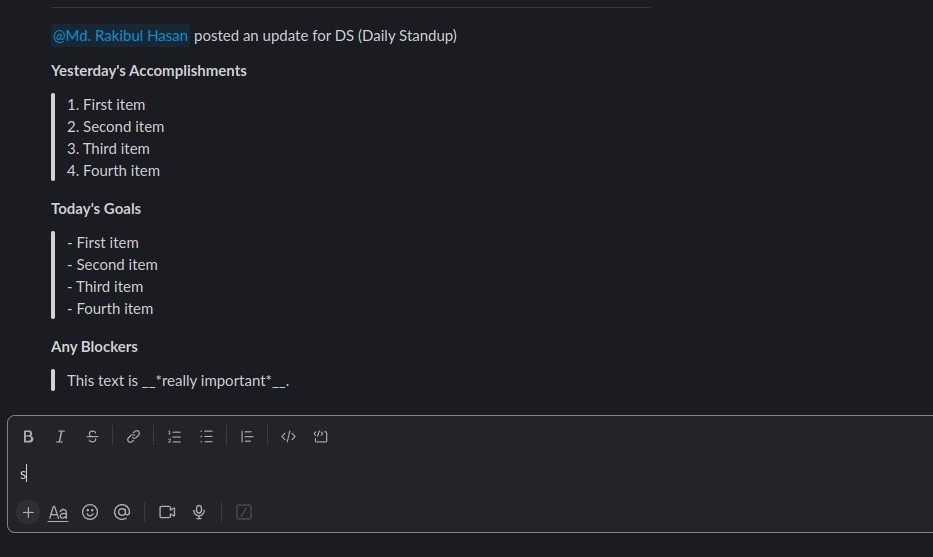 @Md. Rakibul Hasan posted an update for DS (Daily Standup)
Yesterday's Accomplishments
1. First item
2. Second item
3. Third item
4. Fourth item
Today's Goals
- First item
- Second item
- Third item
- Fourth item
Any Blockers
This text is __*really important*__.
B I S
s
Aa